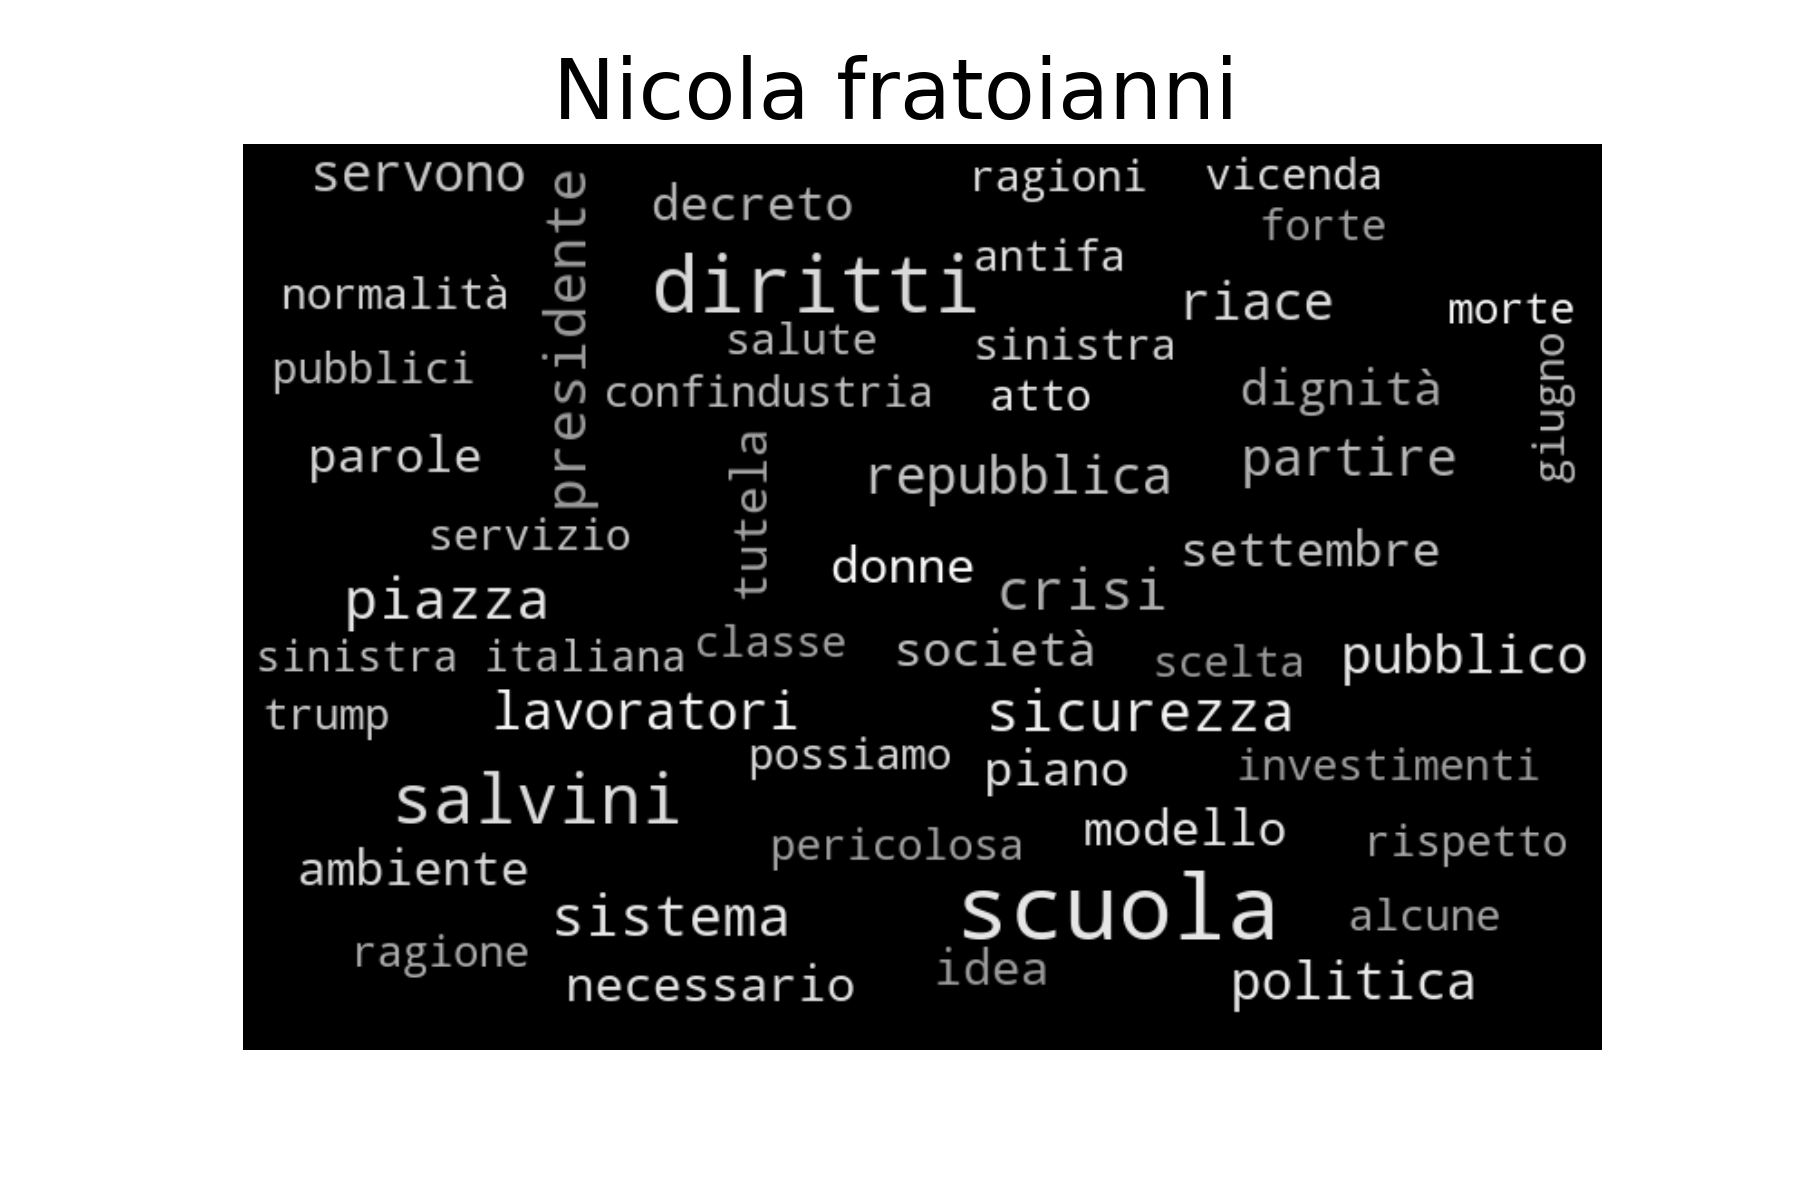 Nicola fratoianni
servono
presidente
decreto
ragioni
vicenda
forte
normalità
diritti
antifa
riace
morte
pubblici
salute
sinistra
confindustria
atto
dignità
giugno
parole
tutela
repubblica
partire
servizio
donne
settembre
piazza
crisi
sinistra italiana
classe
società
scelta
pubblico
trump
lavoratori
sicurezza
possiamo
piano
investimenti
salvini
pericolosa
modello
rispetto
ambiente
sistema
scuola
alcune
ragione
necessario
idea
politica